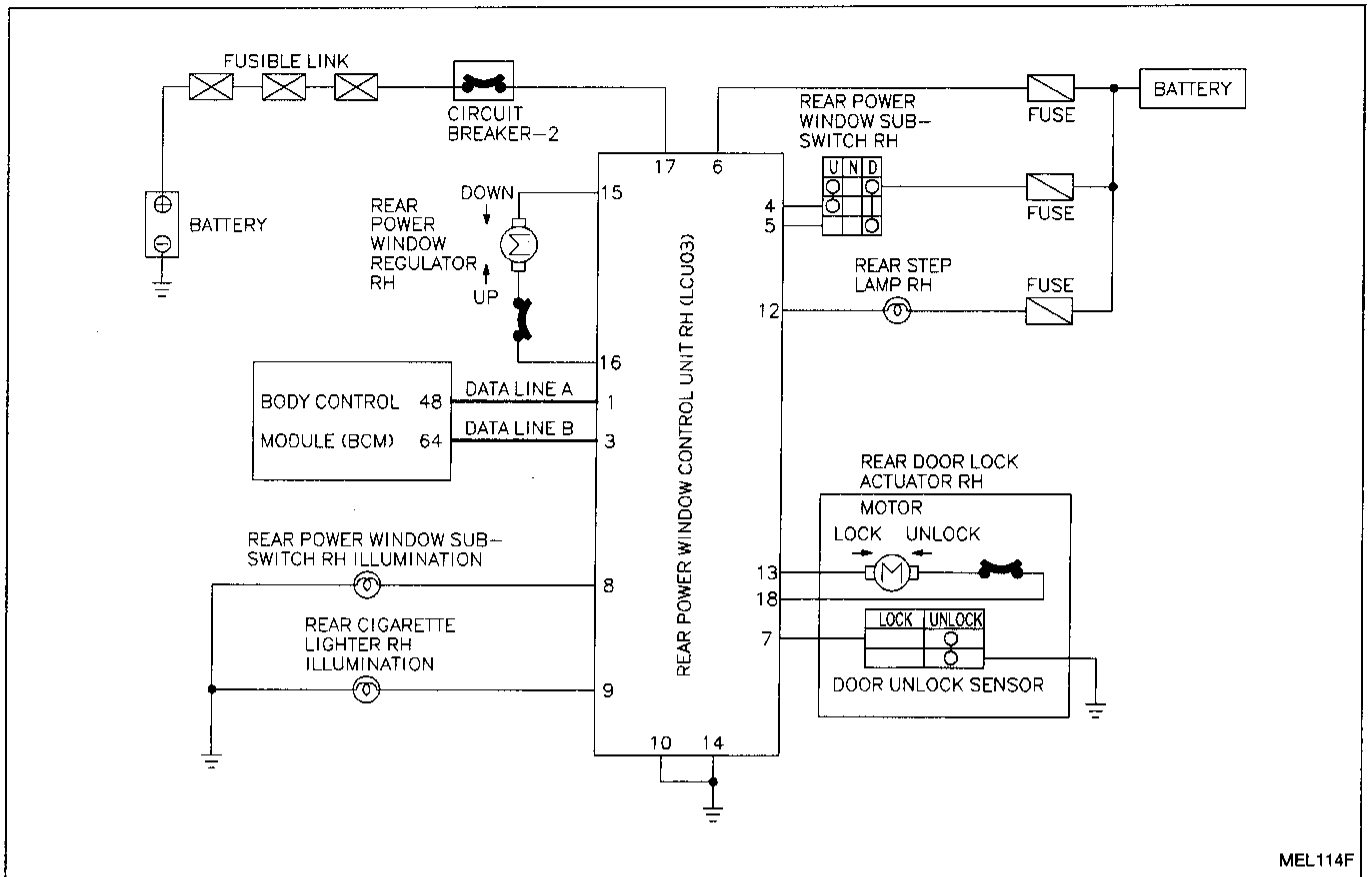 FUSIBLE LINK
CIRCUIT
BREAKER-2
BATTERY
REAR POWER
WINDOW SUB-
SWITCH RH
FUSE
BATTERY
17
6
U N D
4
5
FUSE
15
DOWN
REAR
POWER
WINDOW
REGULATOR
RH
M
UP
16
REAR STEP
LAMP RH
FUSE
12
BODY CONTROL 48
DATA LINE A
1
MODULE (BCM) 64
DATA LINE B
3
REAR POWER WINDOW CONTROL UNIT RH (LCU03)
REAR DOOR LOCK
ACTUATOR RH
MOTOR
LOCK UNLOCK
M
13
18
7
LOCK UNLOCK
DOOR UNLOCK SENSOR
REAR POWER WINDOW SUB-
SWITCH RH ILLUMINATION
8
REAR CIGARETTE
LIGHTER RH
ILLUMINATION
9
10 14
MEL114F